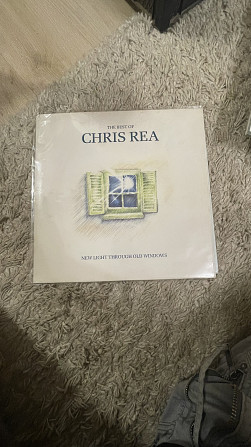 THE BEST OF
CHRIS REA
NEW LIGHT THROUGH OLD WINDOWS